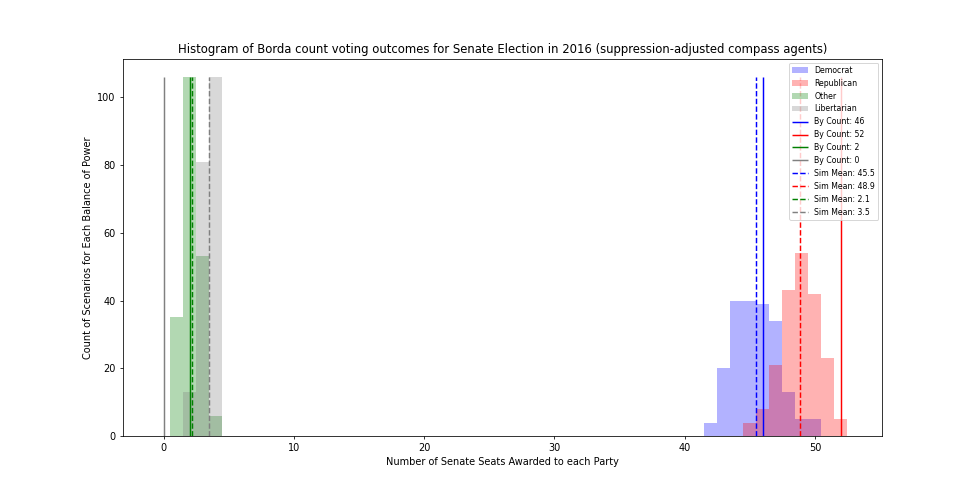 Histogram of Borda count voting outcomes for Senate Election in 2016 (suppression-adjusted compass agents)
Count of Scenarios for Each Balance of Power
100
80
60
40
20
0
Democrat
Republican
Other
Libertarian
By Count: 46
By Count: 52
By Count: 2
By Count: 0
Sim Mean: 45.5
Sim Mean: 48.9
Sim Mean: 2.1
Sim Mean: 3.5
0 10 20 30 40 50
Number of Senate Seats Awarded to each Party